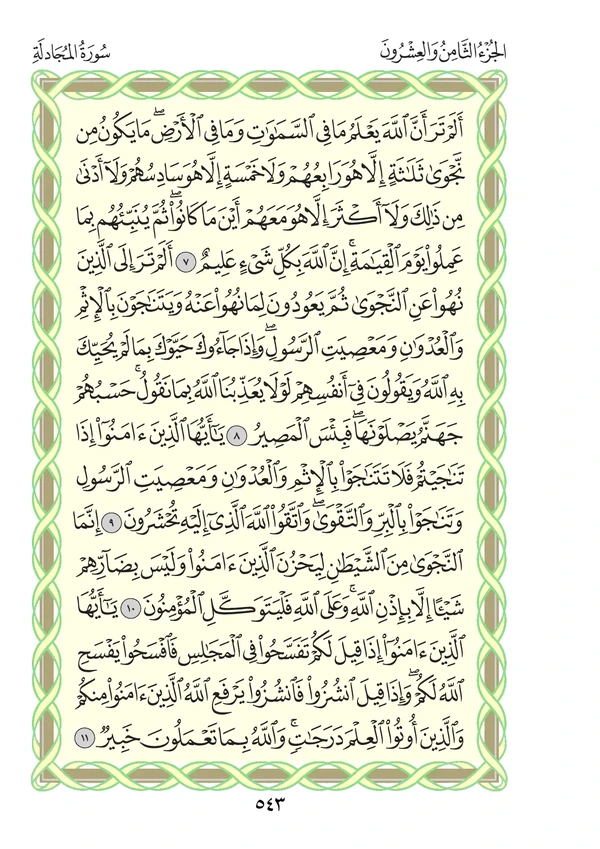 الجُزْءُ الثَّامِنُ وَالعِشْرُونَ
سُورَةُ المُجَادلَةِ
أَلَمْ تَرَ أَنَّ ٱللَّهَ يَعْلَمُ مَا فِي ٱلسَّمَٰوَٰتِ وَمَا فِي ٱلْأَرْضِۖ مَا يَكُونُ مِن
نَّجْوَىٰ ثَلَٰثَةٍ إِلَّا هُوَ رَابِعُهُمْ وَلَا خَمْسَةٍ إِلَّا هُوَ سَادِسُهُمْ وَلَآ أَدْنَىٰ
مِن ذَٰلِكَ وَلَآ أَكْثَرَ إِلَّا هُوَ مَعَهُمْ أَيْنَ مَا كَانُوا۟ۖ ثُمَّ يُنَبِّئُهُم بِمَا
عَمِلُوا۟ يَوْمَ ٱلْقِيَٰمَةِۚ إِنَّ ٱللَّهَ بِكُلِّ شَىْءٍ عَلِيمٌ ٧ أَلَمْ تَرَ إِلَى ٱلَّذِينَ
نُهُوا۟ عَنِ ٱلنَّجْوَىٰ ثُمَّ يَعُودُونَ لِمَا نُهُوا۟ عَنْهُ وَيَتَنَٰجَوْنَ بِٱلْإِثْمِ
وَٱلْعُدْوَٰنِ وَمَعْصِيَتِ ٱلرَّسُولِۖ وَإِذَا جَآءُوكَ حَيَّوْكَ بِمَا لَمْ يُحَيِّكَ
بِهِ ٱللَّهُ وَيَقُولُونَ فِىٓ أَنفُسِهِمْ لَوْلَا يُعَذِّبُنَا ٱللَّهُ بِمَا نَقُولُۚ حَسْبُهُمْ
جَهَنَّمُ يَصْلَوْنَهَاۖ فَبِئْسَ ٱلْمَصِيرُ ٨ يَٰٓأَيُّهَا ٱلَّذِينَ ءَامَنُوٓا۟ إِذَا
تَنَٰجَيْتُمْ فَلَا تَتَنَٰجَوْا۟ بِٱلْإِثْمِ وَٱلْعُدْوَٰنِ وَمَعْصِيَتِ ٱلرَّسُولِ
وَتَنَٰجَوْا۟ بِٱلْبِرِّ وَٱلتَّقْوَىٰۖ وَٱتَّقُوا۟ ٱللَّهَ ٱلَّذِىٓ إِلَيْهِ تُحْشَرُونَ ٩ إِنَّمَا
ٱلنَّجْوَىٰ مِنَ ٱلشَّيْطَٰنِ لِيَحْزُنَ ٱلَّذِينَ ءَامَنُوا۟ وَلَيْسَ بِضَآرِّهِمْ
شَيْـًٔا إِلَّا بِإِذْنِ ٱللَّهِۚ وَعَلَى ٱللَّهِ فَلْيَتَوَكَّلِ ٱلْمُؤْمِنُونَ ١٠ يَٰٓأَيُّهَا
ٱلَّذِينَ ءَامَنُوٓا۟ إِذَا قِيلَ لَكُمْ تَفَسَّحُوا۟ فِى ٱلْمَجَٰلِسِ فَٱفْسَحُوا۟ يَفْسَحِ
ٱللَّهُ لَكُمْۖ وَإِذَا قِيلَ ٱنشُزُوا۟ فَٱنشُزُوا۟ يَرْفَعِ ٱللَّهُ ٱلَّذِينَ ءَامَنُوا۟ مِنكُمْ
وَٱلَّذِينَ أُوتُوا۟ ٱلْعِلْمَ دَرَجَٰتٍۚ وَٱللَّهُ بِمَا تَعْمَلُونَ خَبِيرٌ ١١
٥٤٣